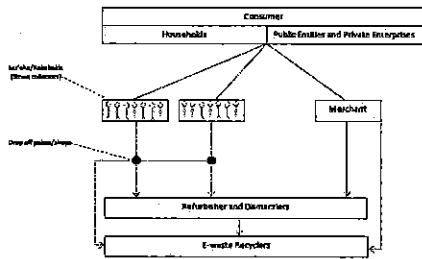 Consumer
Households
Public Entities and Private Enterprises
Merchant
Drop off points/shops
Refurbisher and Dismantlers
E-waste Recyclers